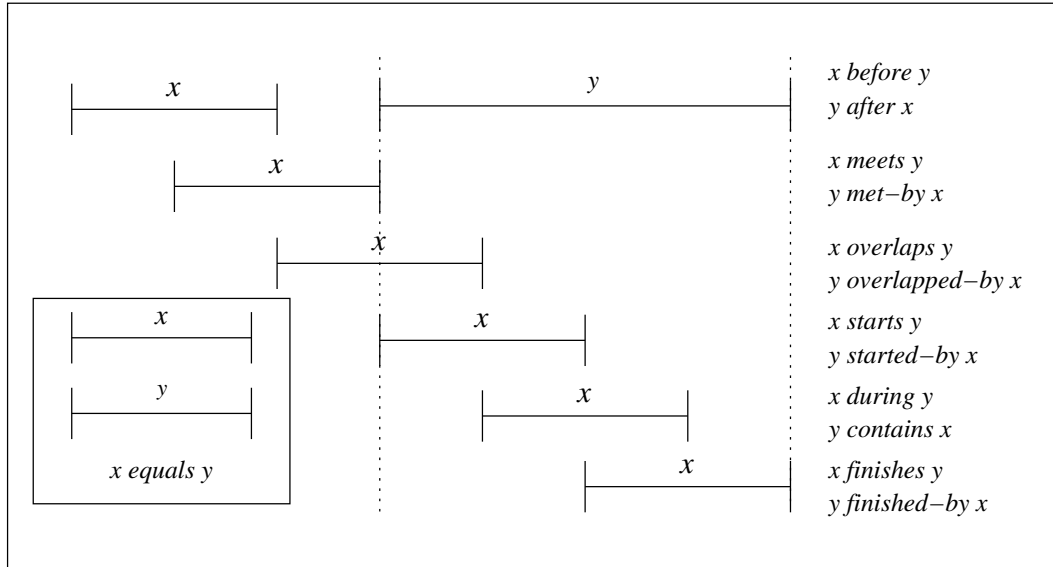 x
y
x before y
y after x
x
x meets y
y met−by x
x
x overlaps y
y overlapped−by x
x
y
x equals y
x
x starts y
y started−by x
x
x during y
y contains x
x
x finishes y
y finished−by x